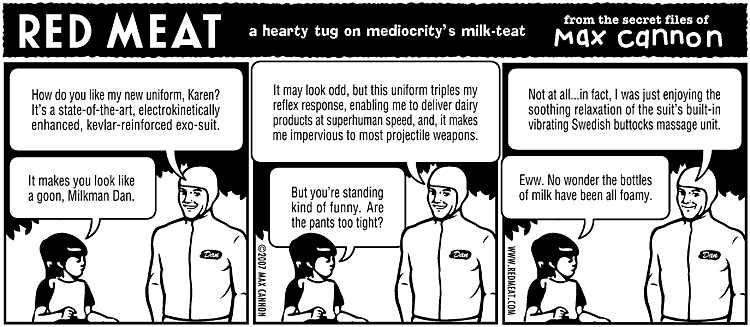 RED MEAT
a hearty tug on mediocrity's milk-teat
from the secret files of
Max Cannon
How do you like my new uniform, Karen?
It's a state-of-the-art, electrokinetically
enhanced, kevlar-reinforced exo-suit.
It makes you look like
a goon, Milkman Dan.
It may look odd, but this uniform triples my
reflex response, enabling me to deliver dairy
products at superhuman speed, and, it makes
me impervious to most projectile weapons.
But you're standing
kind of funny. Are
the pants too tight?
Dan
©2007 MAX CANNON
Not at all...in fact, I was just enjoying the
soothing relaxation of the suit's built-in
vibrating Swedish buttocks massage unit.
Eww. No wonder the bottles
of milk have been all foamy.
Dan
WWW.REDMEAT.COM
Dan